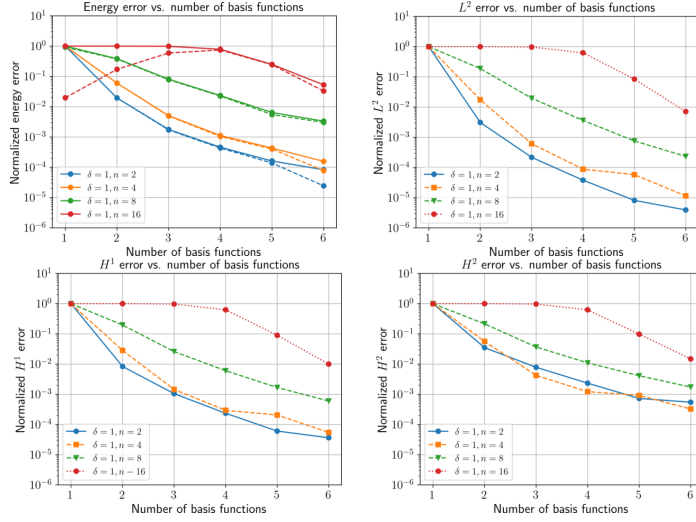 Energy error vs. number of basis functions
Normalized energy error
10^1
10^0
10^−1
10^−2
10^−3
10^−4
10^−5
10^−6
δ = 1, n = 2
δ = 1, n = 4
δ = 1, n = 8
δ = 1, n = 16
1 2 3 4 5 6
Number of basis functions
L^2 error vs. number of basis functions
Normalized L^2 error
10^1
10^0
10^−1
10^−2
10^−3
10^−4
10^−5
10^−6
δ = 1, n = 2
δ = 1, n = 4
δ = 1, n = 8
δ = 1, n = 16
1 2 3 4 5 6
Number of basis functions
H^1 error vs. number of basis functions
Normalized H^1 error
10^1
10^0
10^−1
10^−2
10^−3
10^−4
10^−5
10^−6
δ = 1, n = 2
δ = 1, n = 4
δ = 1, n = 8
δ = 1, n − 16
1 2 3 4 5 6
Number of basis functions
H^2 error vs. number of basis functions
Normalized H^2 error
10^1
10^0
10^−1
10^−2
10^−3
10^−4
10^−5
10^−6
δ = 1, n = 2
δ = 1, n = 4
δ = 1, n = 8
δ = 1, n = 16
1 2 3 4 5 6
Number of basis functions